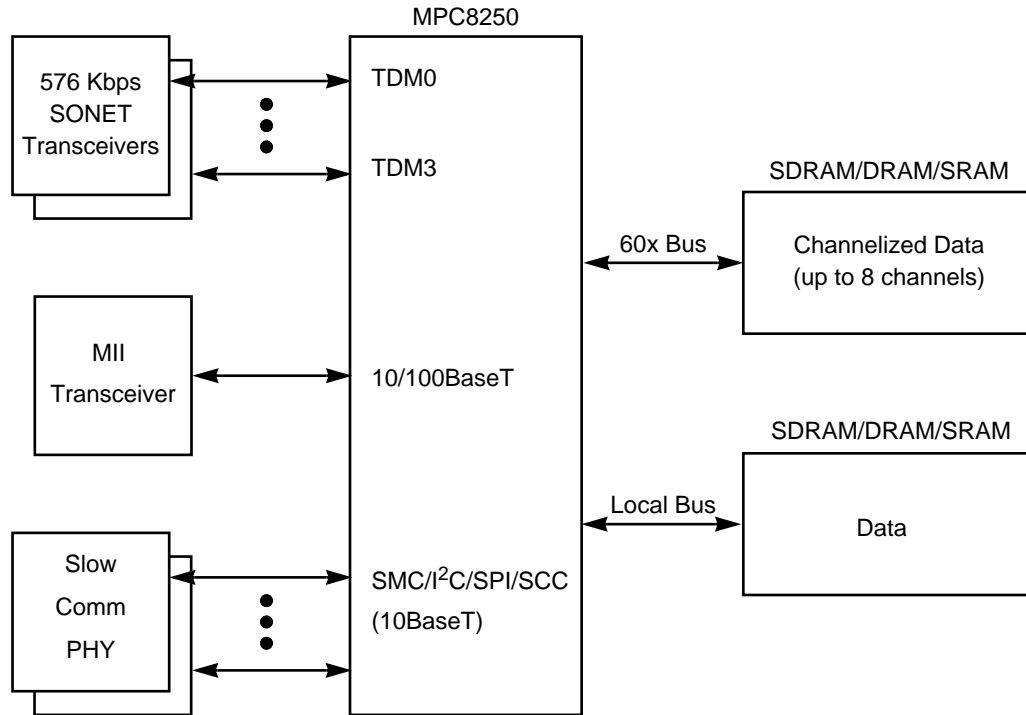 MPC8250
576 Kbps
SONET
Transceivers
TDM0
TDM3
MII
Transceiver
10/100BaseT
Slow
Comm
PHY
SMC/I²C/SPI/SCC
(10BaseT)
60x Bus
SDRAM/DRAM/SRAM
Channelized Data
(up to 8 channels)
Local Bus
SDRAM/DRAM/SRAM
Data